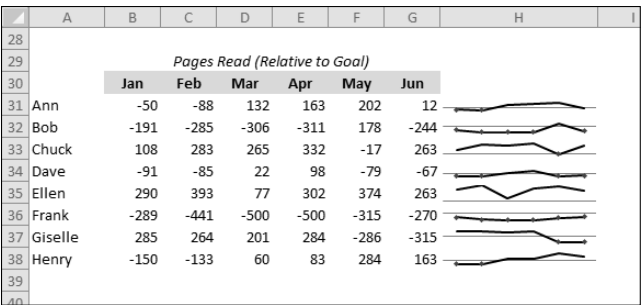 A B C D E F G H I
28
29 Pages Read (Relative to Goal)
30 Jan Feb Mar Apr May Jun
31 Ann -50 -88 132 163 202 12
32 Bob -191 -285 -306 -311 178 -244
33 Chuck 108 283 265 332 -17 263
34 Dave -91 -85 22 98 -79 -67
35 Ellen 290 393 77 302 374 263
36 Frank -289 -441 -500 -500 -315 -270
37 Giselle 285 264 201 284 -286 -315
38 Henry -150 -133 60 83 284 163
39
40